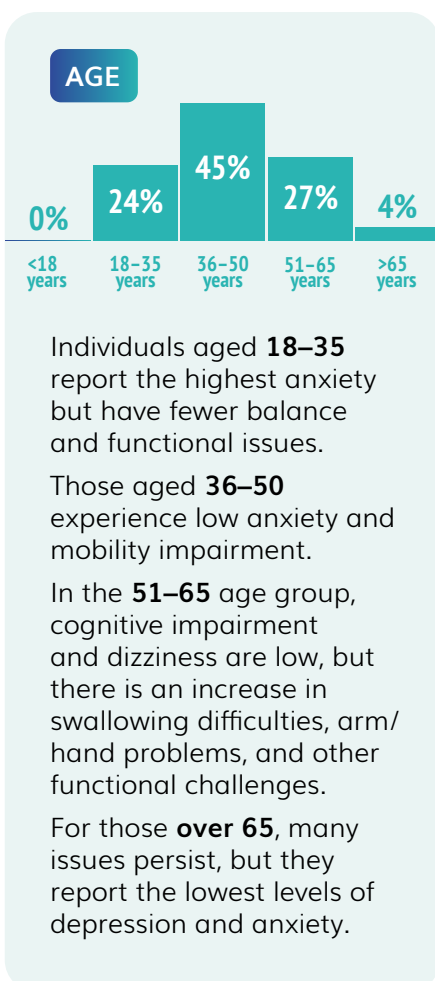 AGE
0%
24%
45%
27%
4%
<18
years
18–35
years
36–50
years
51–65
years
>65
years
Individuals aged 18–35
report the highest anxiety
but have fewer balance
and functional issues.
Those aged 36–50
experience low anxiety and
mobility impairment.
In the 51–65 age group,
cognitive impairment
and dizziness are low, but
there is an increase in
swallowing difficulties, arm/
hand problems, and other
functional challenges.
For those over 65, many
issues persist, but they
report the lowest levels of
depression and anxiety.